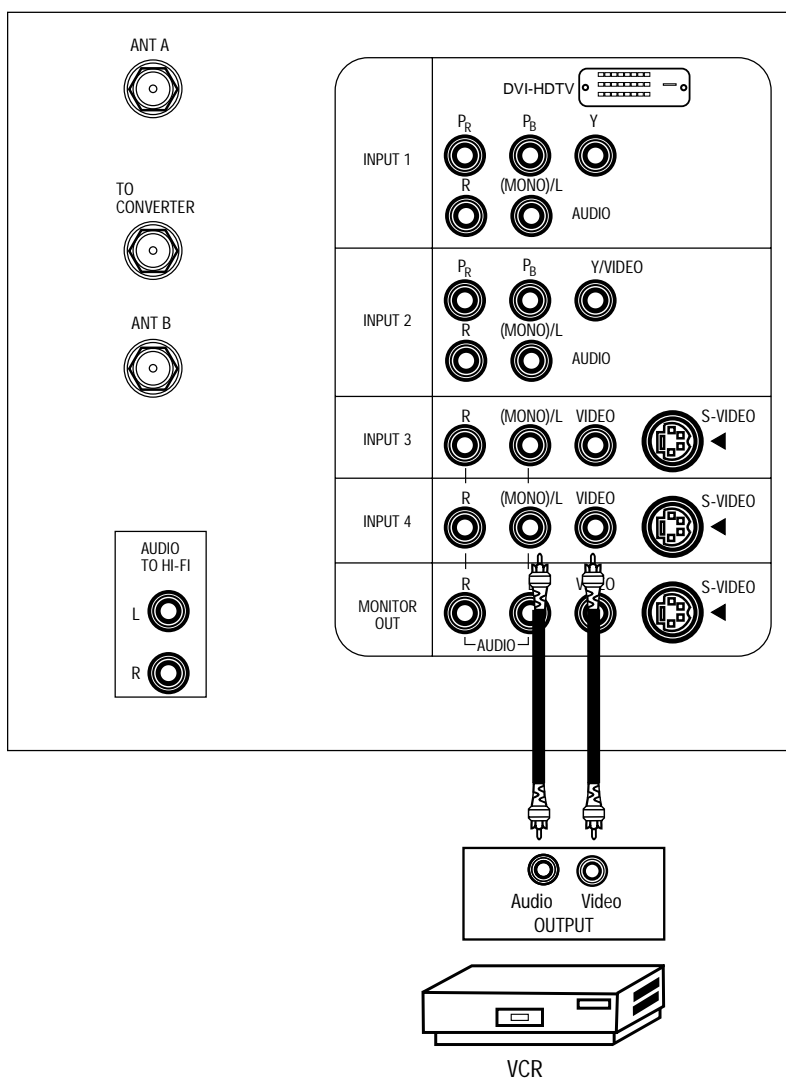 ANT A
TO
CONVERTER
ANT B
AUDIO
TO HI-FI
L
R
DVI-HDTV
INPUT 1
PR PB Y
R (MONO)/L AUDIO
INPUT 2
PR PB Y/VIDEO
R (MONO)/L AUDIO
INPUT 3
R (MONO)/L VIDEO S-VIDEO
INPUT 4
R (MONO)/L VIDEO S-VIDEO
MONITOR
OUT
R S-VIDEO
AUDIO
Audio Video
OUTPUT
VCR